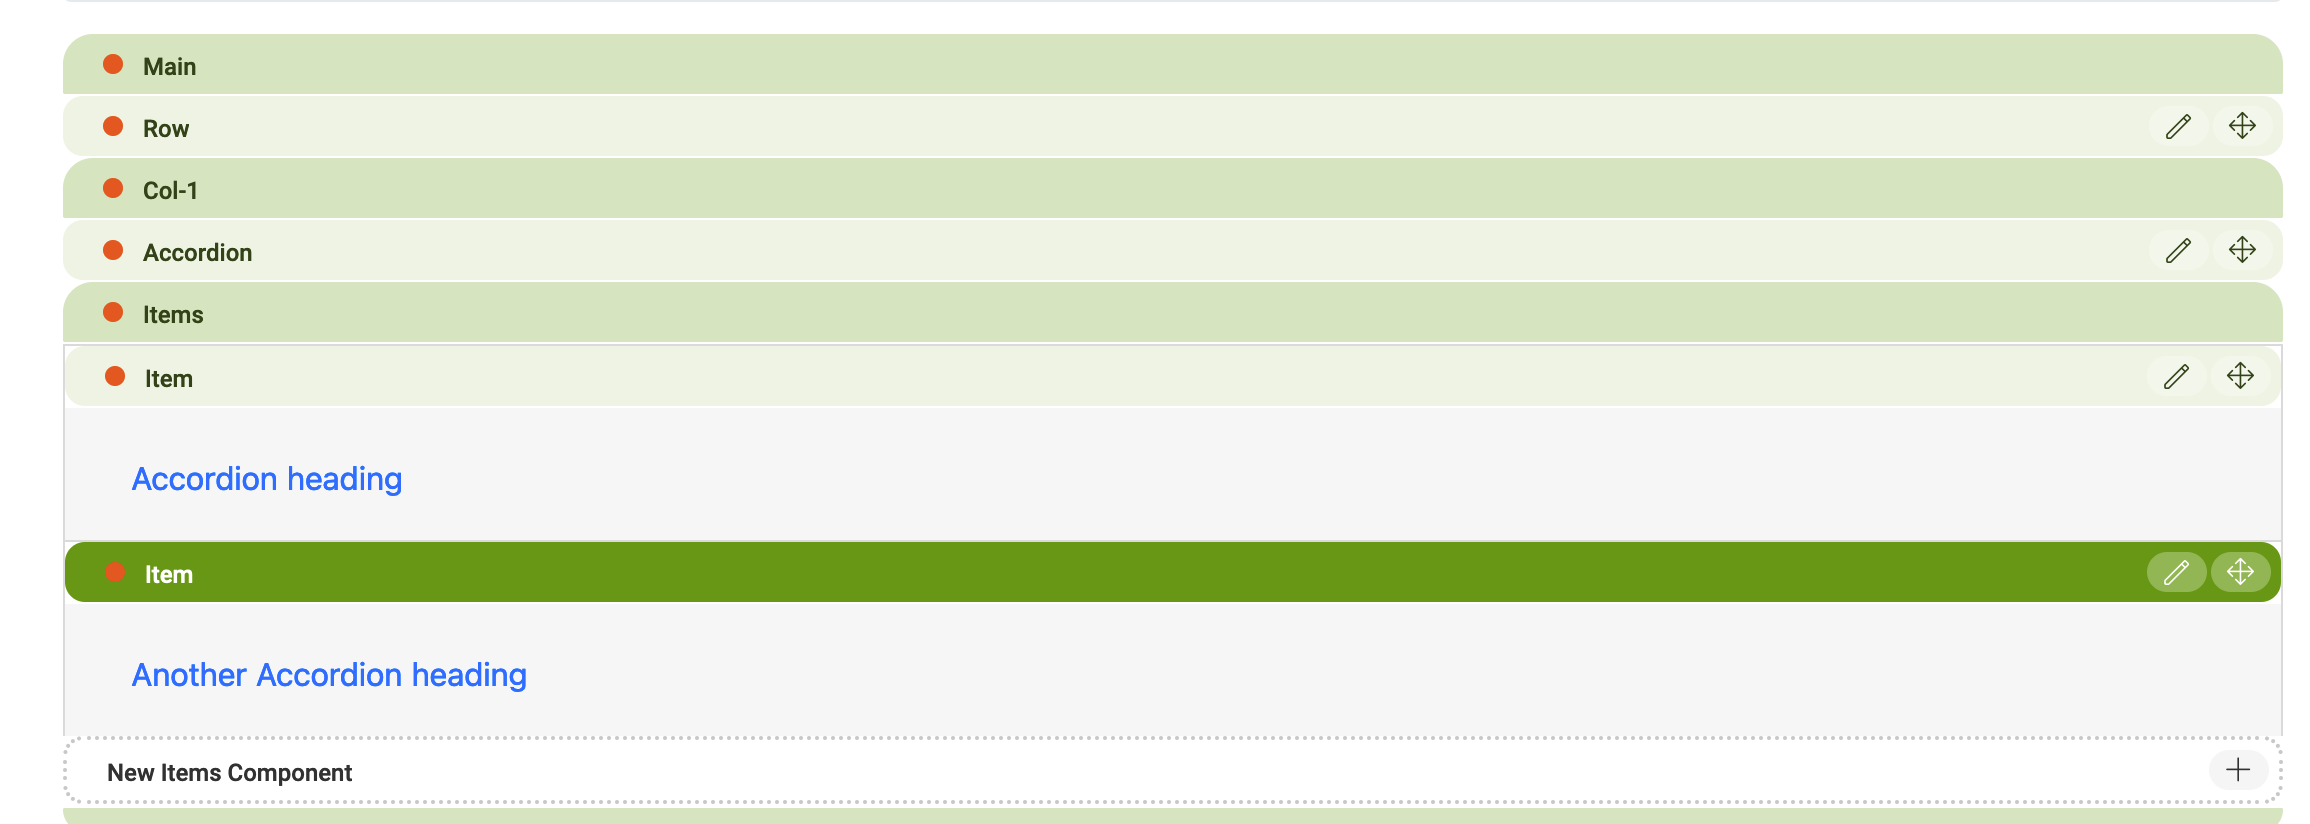 Main
Row
Col-1
Accordion
Items
Item
Accordion heading
Item
Another Accordion heading
New Items Component